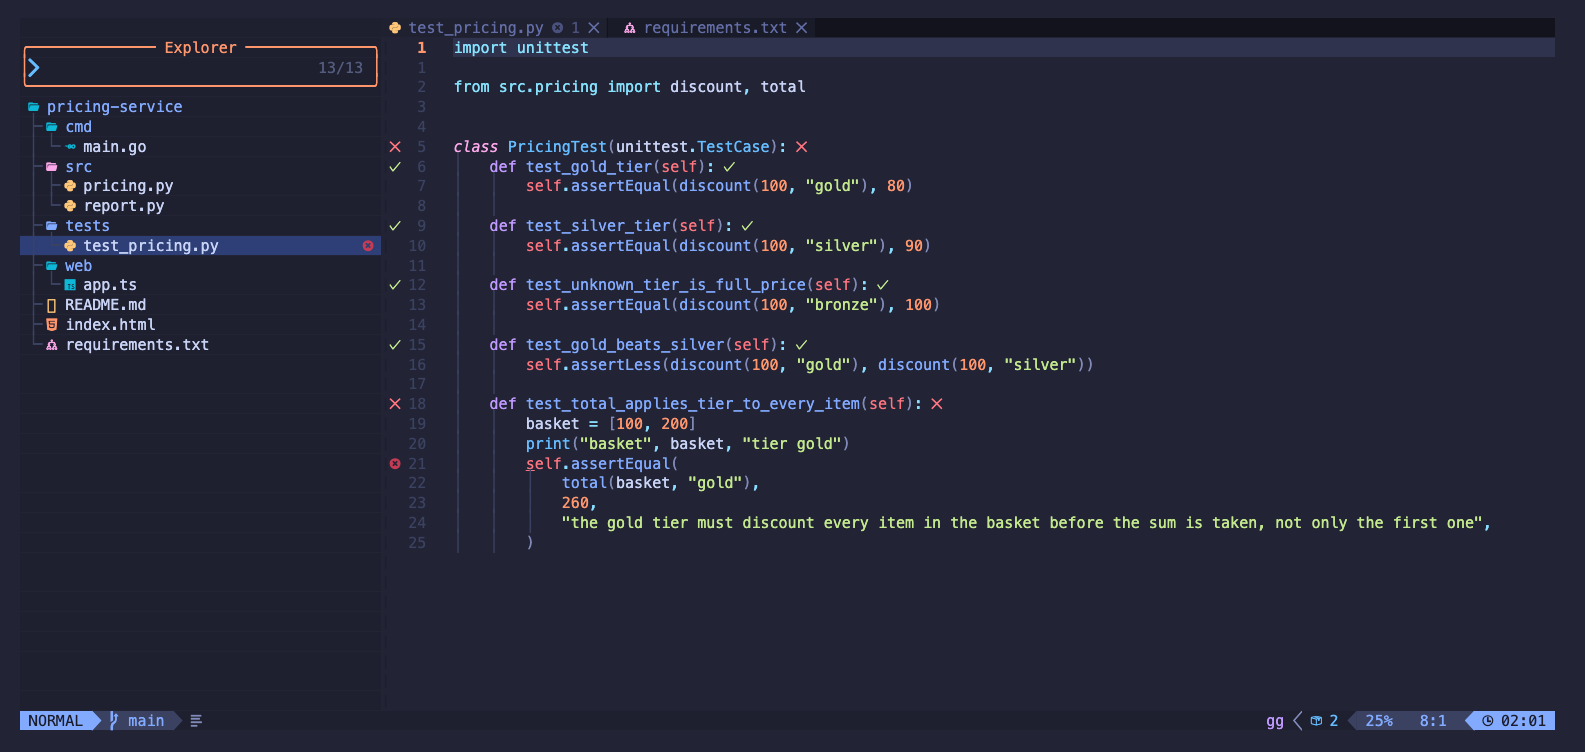 test_pricing.py 1 requirements.txt
Explorer
13/13
pricing-service
cmd
main.go
src
pricing.py
report.py
tests
test_pricing.py
web
app.ts
README.md
index.html
requirements.txt
1 import unittest
1
2 from src.pricing import discount, total
3
4
5 class PricingTest(unittest.TestCase):
6 def test_gold_tier(self):
7 self.assertEqual(discount(100, "gold"), 80)
8
9 def test_silver_tier(self):
10 self.assertEqual(discount(100, "silver"), 90)
11
12 def test_unknown_tier_is_full_price(self):
13 self.assertEqual(discount(100, "bronze"), 100)
14
15 def test_gold_beats_silver(self):
16 self.assertLess(discount(100, "gold"), discount(100, "silver"))
17
18 def test_total_applies_tier_to_every_item(self):
19 basket = [100, 200]
20 print("basket", basket, "tier gold")
21 self.assertEqual(
22 total(basket, "gold"),
23 260,
24 "the gold tier must discount every item in the basket before the sum is taken, not only the first one",
25 )
NORMAL main gg 2 25% 8:1 02:01